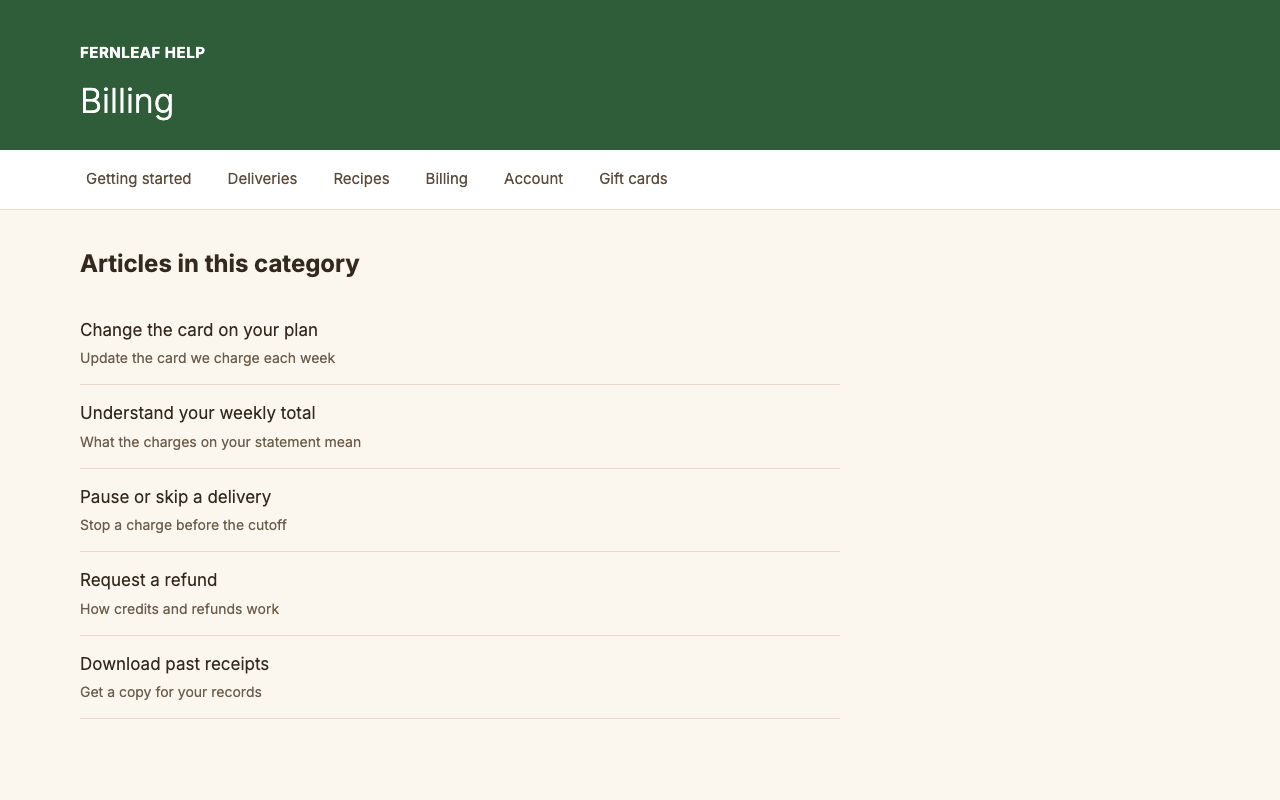 FERNLEAF HELP
Billing
Getting started Deliveries Recipes Billing Account Gift cards
Articles in this category
Change the card on your plan
Update the card we charge each week
Understand your weekly total
What the charges on your statement mean
Pause or skip a delivery
Stop a charge before the cutoff
Request a refund
How credits and refunds work
Download past receipts
Get a copy for your records